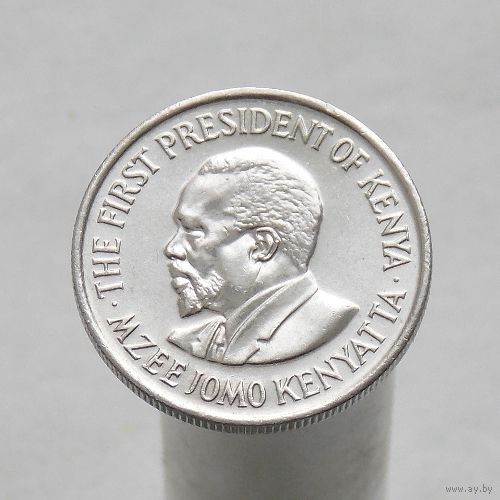 · THE FIRST PRESIDENT OF KENYA ·
MZEE JOMO KENYATTA
www.ay.by